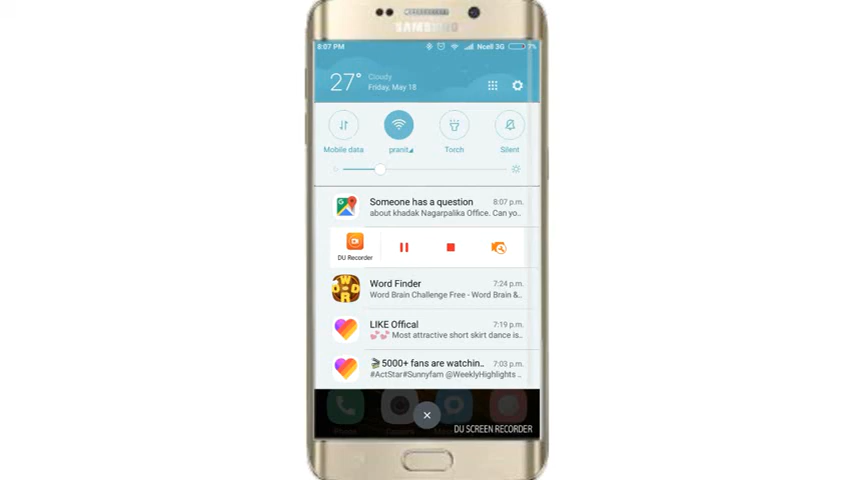 SAMSUNG
8:07 PM
Ncell 3G
7%
27°
Cloudy
Friday, May 18
Mobile data
pranit
Torch
Silent
Someone has a question
8:07 p.m.
about khadak Nagarpalika Office. Can yo..
DU Recorder
Word Finder
7:24 p.m.
Word Brain Challenge Free - Word Brain &..
LIKE Offical
7:19 p.m.
Most attractive short skirt dance is..
5000+ fans are watchin..
7:03 p.m.
#ActStar#Sunnyfam @WeeklyHighlights ..
DU SCREEN RECORDER